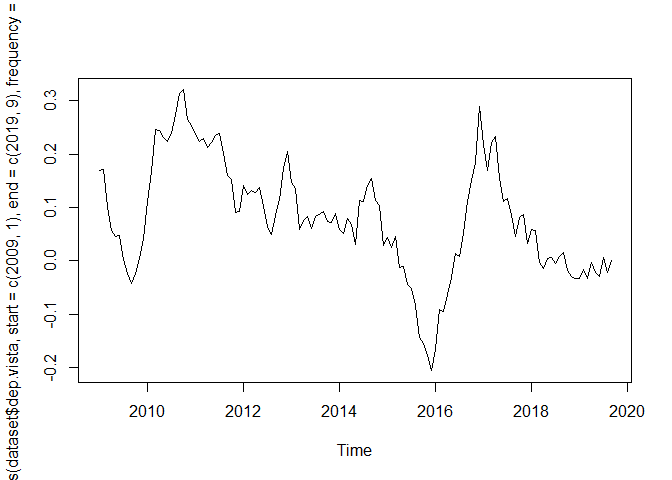 s(dataset$dep.vista, start = c(2009, 1), end = c(2019, 9), frequency =
0.3
0.2
0.1
0.0
-0.1
-0.2
2010 2012 2014 2016 2018 2020
Time